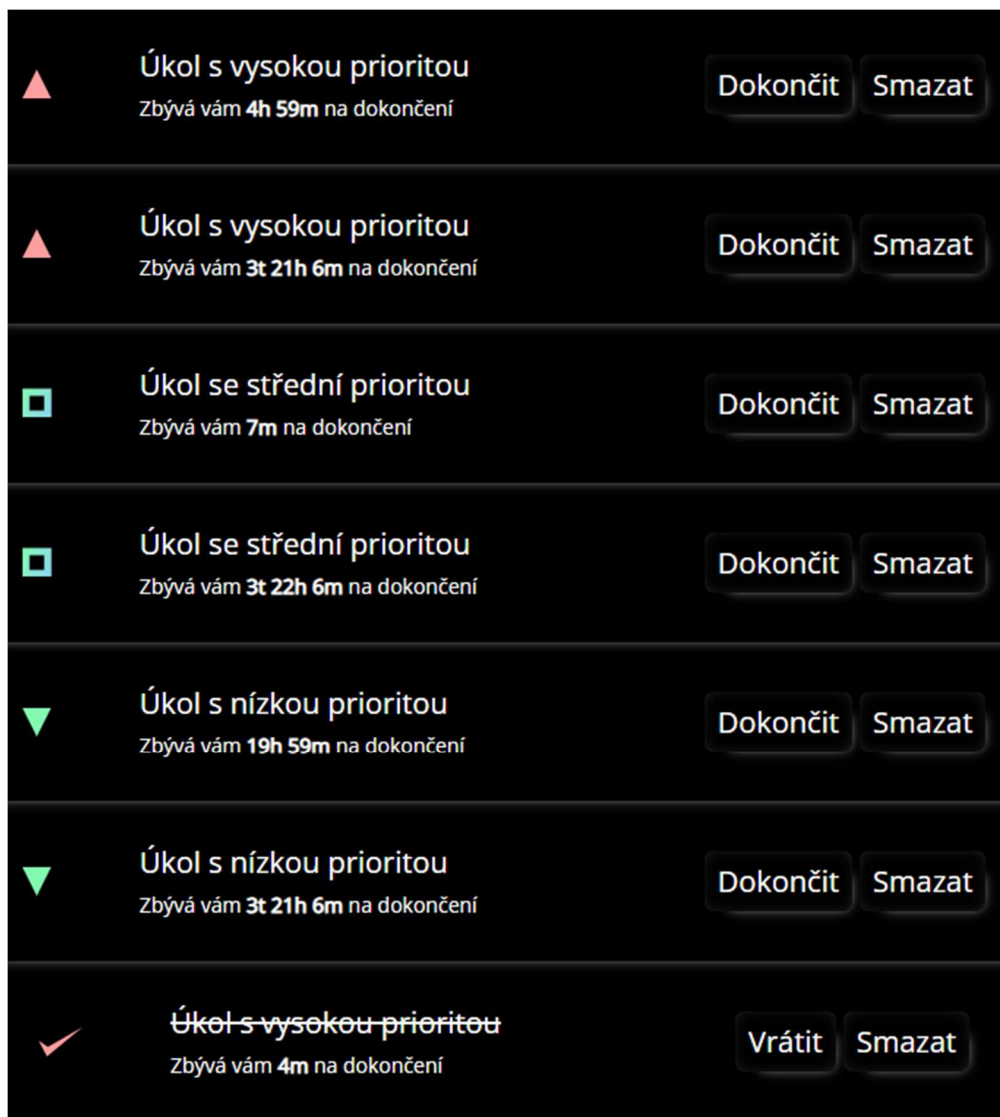 Úkol s vysokou prioritou
Zbývá vám 4h 59m na dokončení
Dokončit Smazat
Úkol s vysokou prioritou
Zbývá vám 3t 21h 6m na dokončení
Dokončit Smazat
Úkol se střední prioritou
Zbývá vám 7m na dokončení
Dokončit Smazat
Úkol se střední prioritou
Zbývá vám 3t 22h 6m na dokončení
Dokončit Smazat
Úkol s nízkou prioritou
Zbývá vám 19h 59m na dokončení
Dokončit Smazat
Úkol s nízkou prioritou
Zbývá vám 3t 21h 6m na dokončení
Dokončit Smazat
Úkol s vysokou prioritou
Zbývá vám 4m na dokončení
Vrátit Smazat